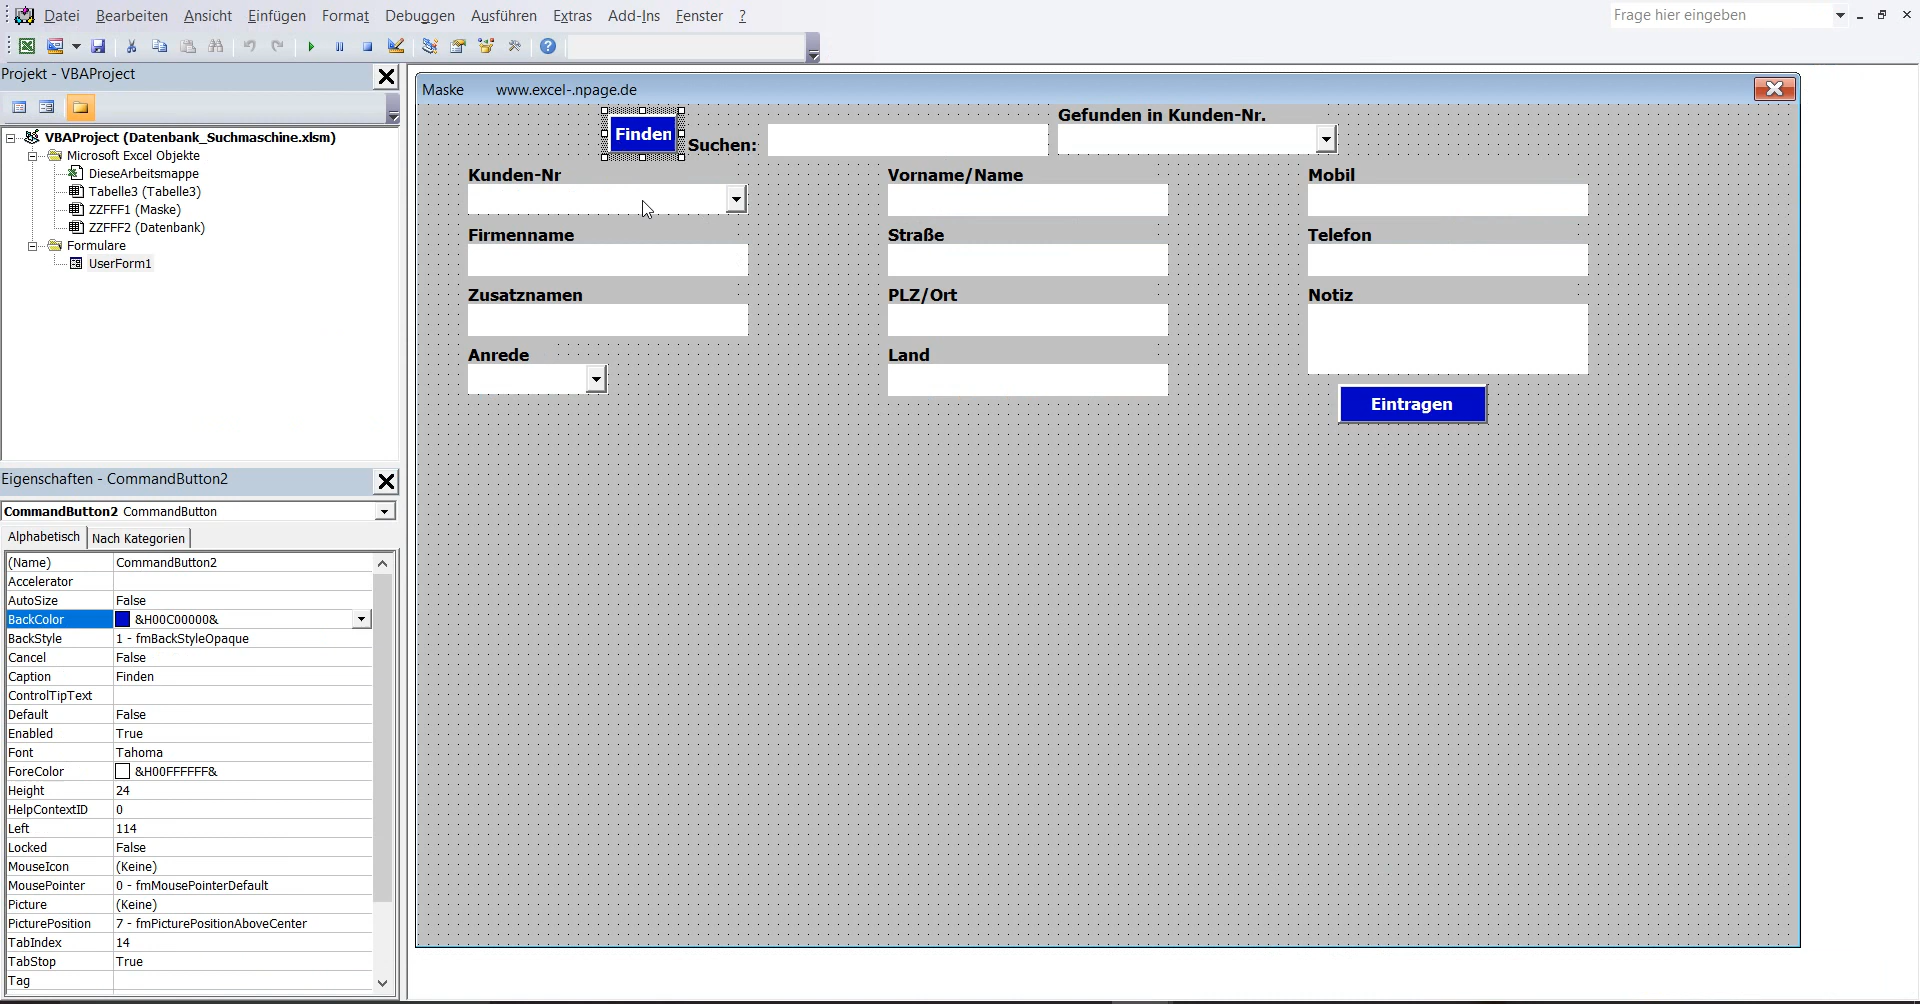 Datei Bearbeiten Ansicht Einfügen Format Debuggen Ausführen Extras Add-Ins Fenster ?
Frage hier eingeben
Projekt - VBAProject
VBAProject (Datenbank_Suchmaschine.xlsm)
Microsoft Excel Objekte
DieseArbeitsmappe
Tabelle3 (Tabelle3)
ZZFFF1 (Maske)
ZZFFF2 (Datenbank)
Formulare
UserForm1
Eigenschaften - CommandButton2
CommandButton2 CommandButton
Alphabetisch Nach Kategorien
(Name) CommandButton2
Accelerator
AutoSize False
BackColor &H00C00000&
BackStyle 1 - fmBackStyleOpaque
Cancel False
Caption Finden
ControlTipText
Default False
Enabled True
Font Tahoma
ForeColor &H00FFFFFF&
Height 24
HelpContextID 0
Left 114
Locked False
MouseIcon (Keine)
MousePointer 0 - fmMousePointerDefault
Picture (Keine)
PicturePosition 7 - fmPicturePositionAboveCenter
TabIndex 14
TabStop True
Tag
Maske www.excel-.npage.de
Finden
Suchen:
Gefunden in Kunden-Nr.
Kunden-Nr Vorname/Name Mobil
Firmenname Straße Telefon
Zusatznamen PLZ/Ort Notiz
Anrede Land
Eintragen